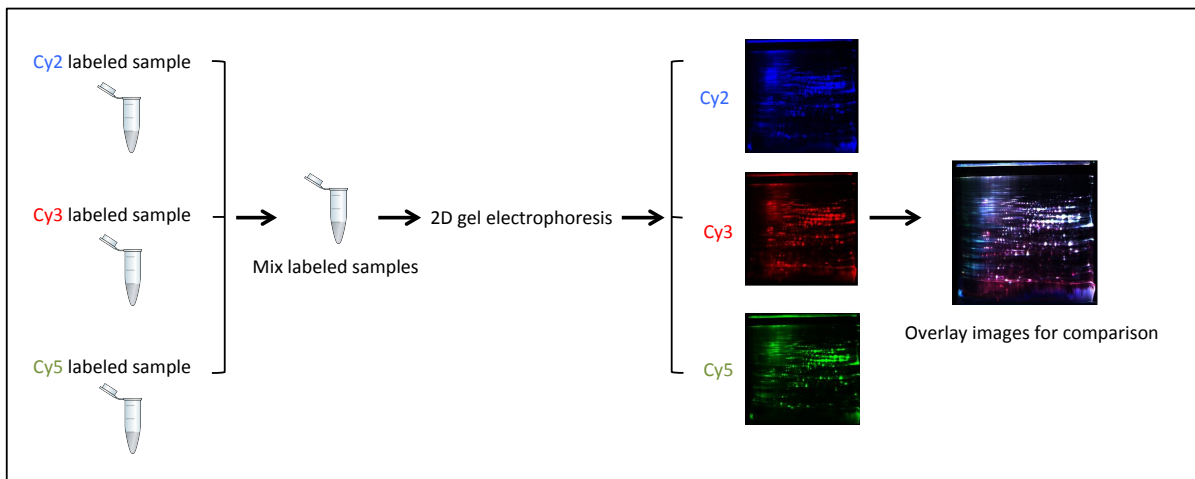 Cy2 labeled sample
Cy3 labeled sample
Cy5 labeled sample
Mix labeled samples
2D gel electrophoresis
Cy2
Cy3
Cy5
Overlay images for comparison